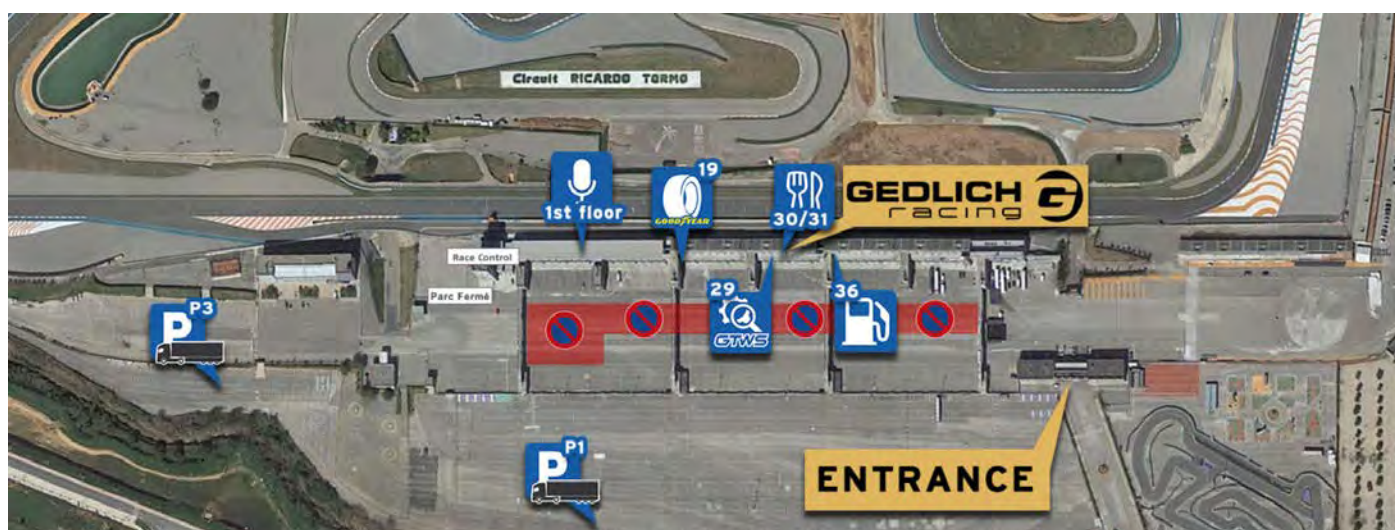 Circuit RICARDO TORMO
1st floor
19
GOODYEAR
30/31
GEDLICH
racing
G
Race Control
Parc Fermé
P3
P
29
GTWS
36
P1
P
ENTRANCE